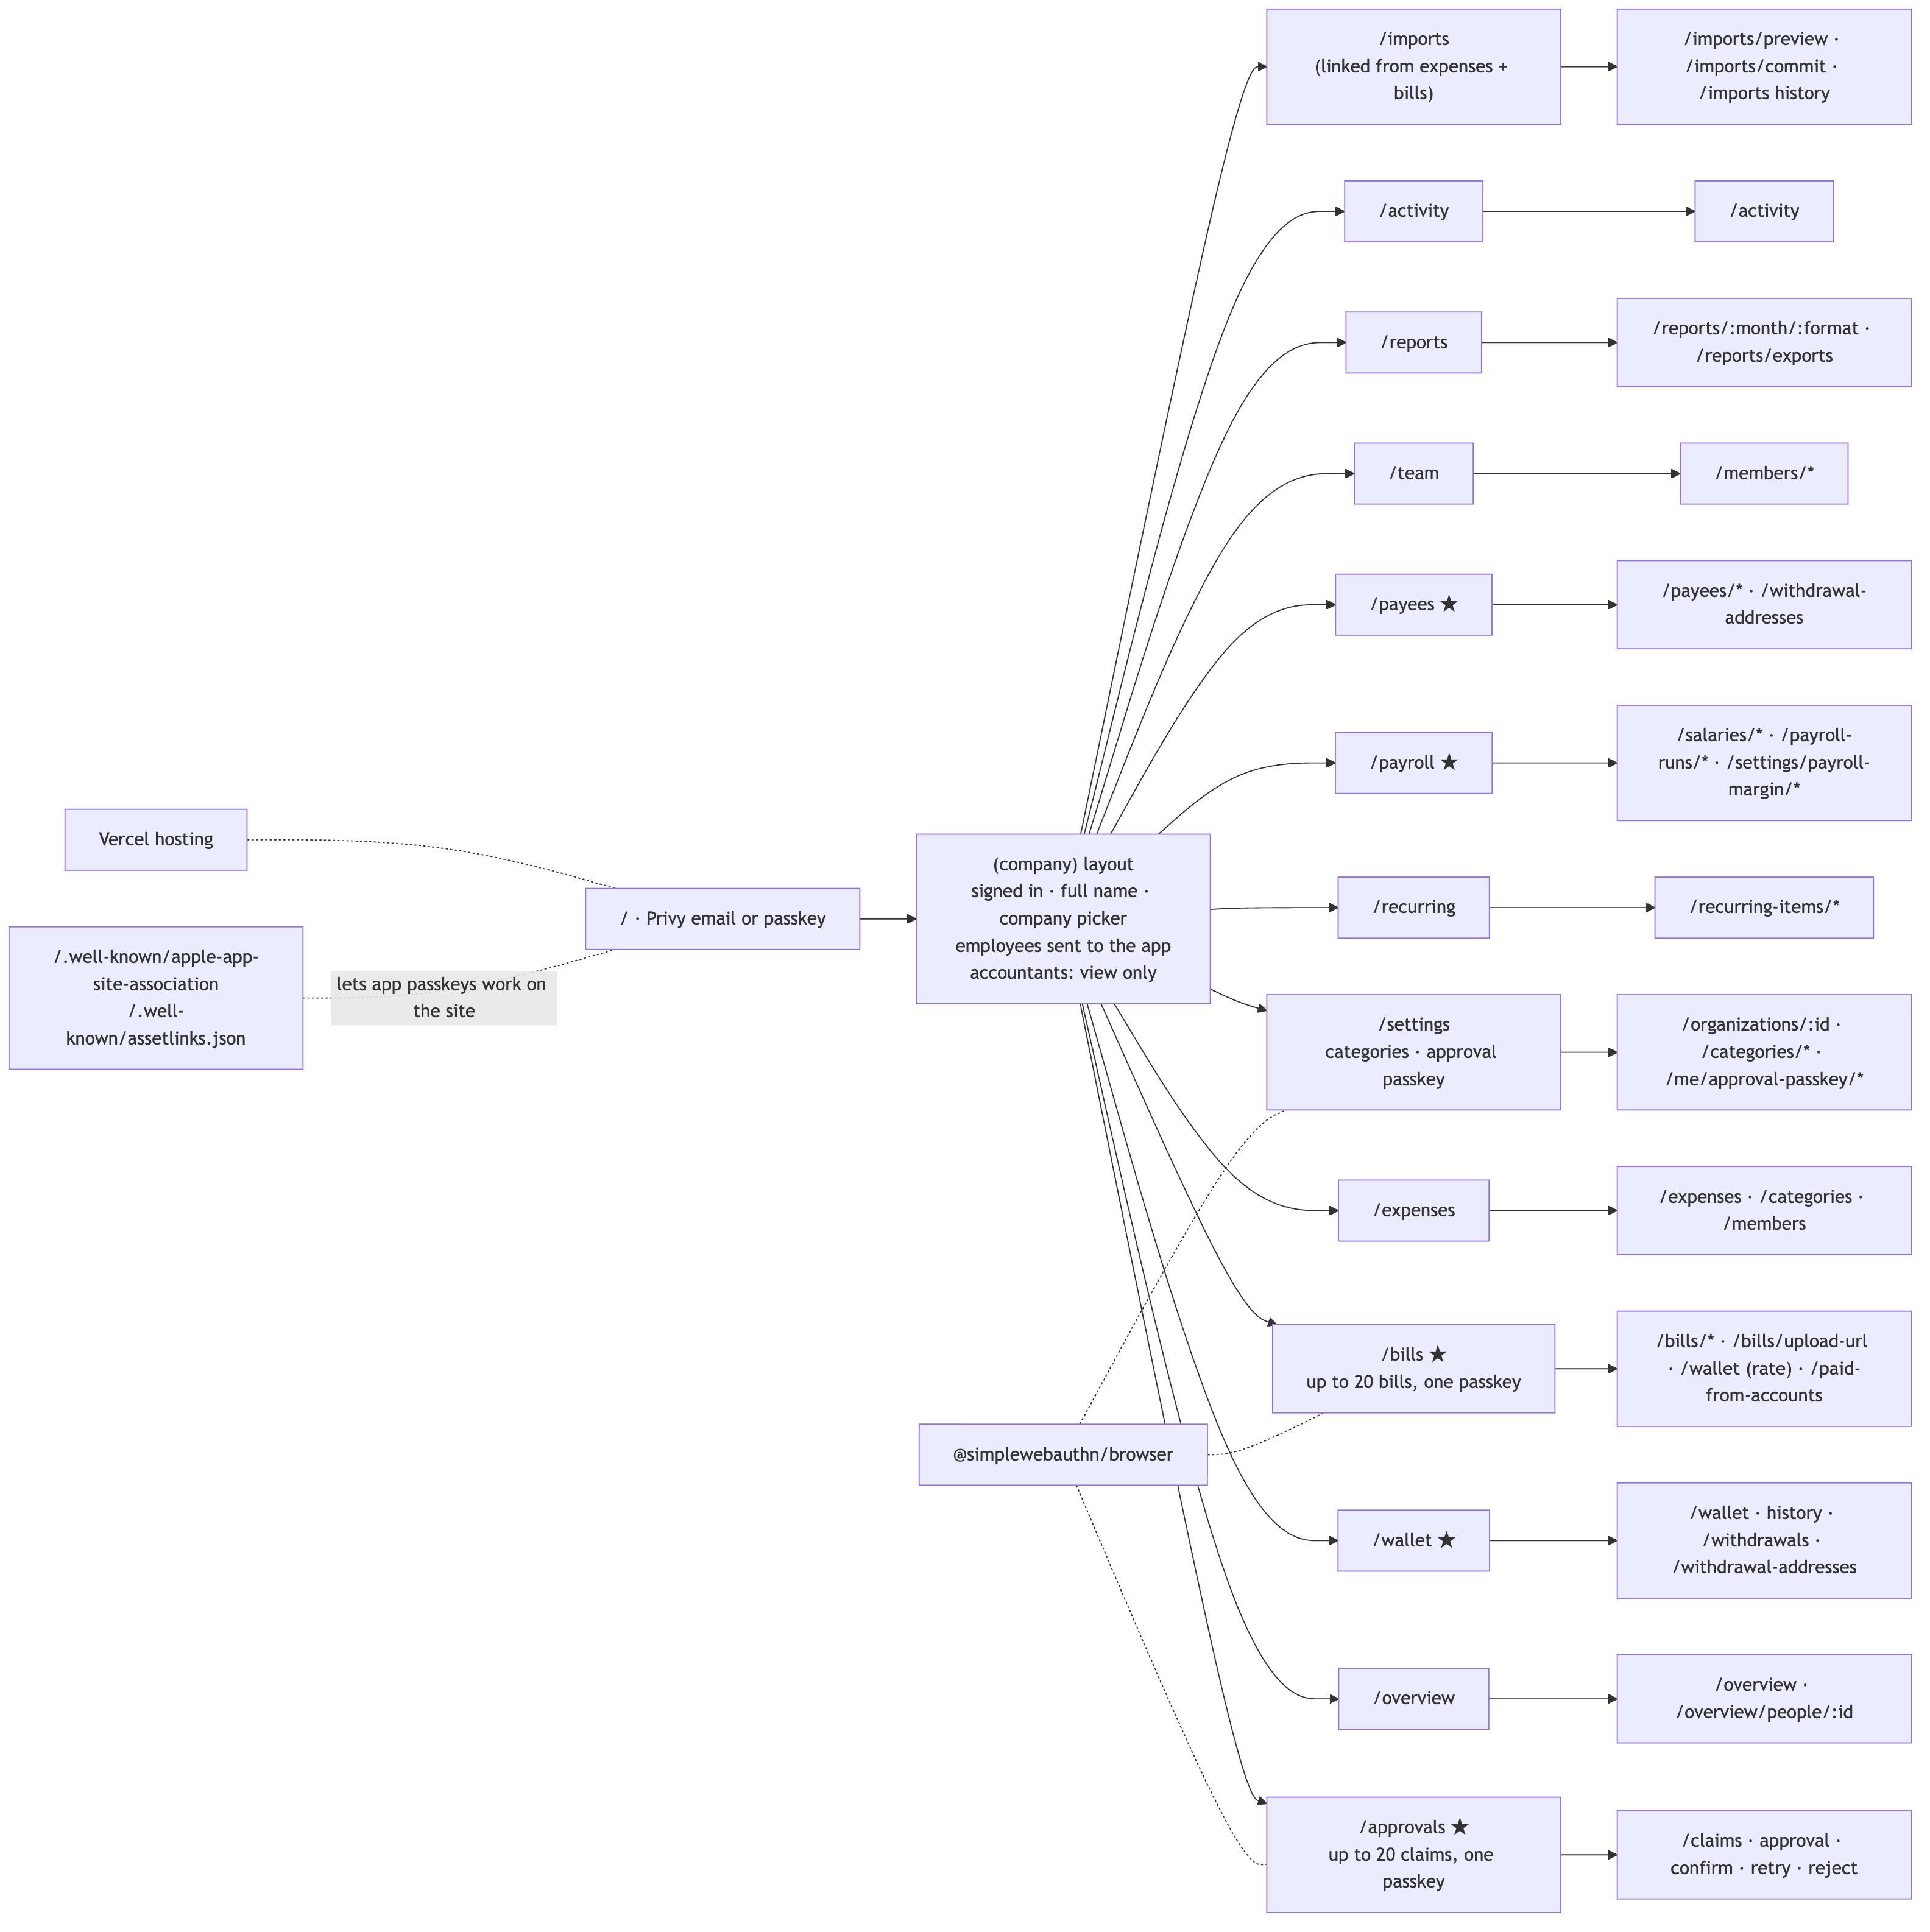 /imports
(linked from expenses +
bills)
/imports/preview ·
/imports/commit ·
/imports history
/activity
/activity
/reports
/reports/:month/:format ·
/reports/exports
/team
/members/*
/payees ★
/payees/* · /withdrawal-
addresses
/payroll ★
/salaries/* · /payroll-
runs/* · /settings/payroll-
margin/*
Vercel hosting
/.well-known/apple-app-
site-association
/.well-
known/assetlinks.json
lets app passkeys work on
the site
/ · Privy email or passkey
(company) layout
signed in · full name ·
company picker
employees sent to the app
accountants: view only
/recurring
/recurring-items/*
/settings
categories · approval
passkey
/organizations/:id ·
/categories/* ·
/me/approval-passkey/*
/expenses
/expenses · /categories ·
/members
/bills ★
up to 20 bills, one passkey
/bills/* · /bills/upload-url
· /wallet (rate) · /paid-
from-accounts
@simplewebauthn/browser
/wallet ★
/wallet · history ·
/withdrawals ·
/withdrawal-addresses
/overview
/overview ·
/overview/people/:id
/approvals ★
up to 20 claims, one
passkey
/claims · approval ·
confirm · retry · reject